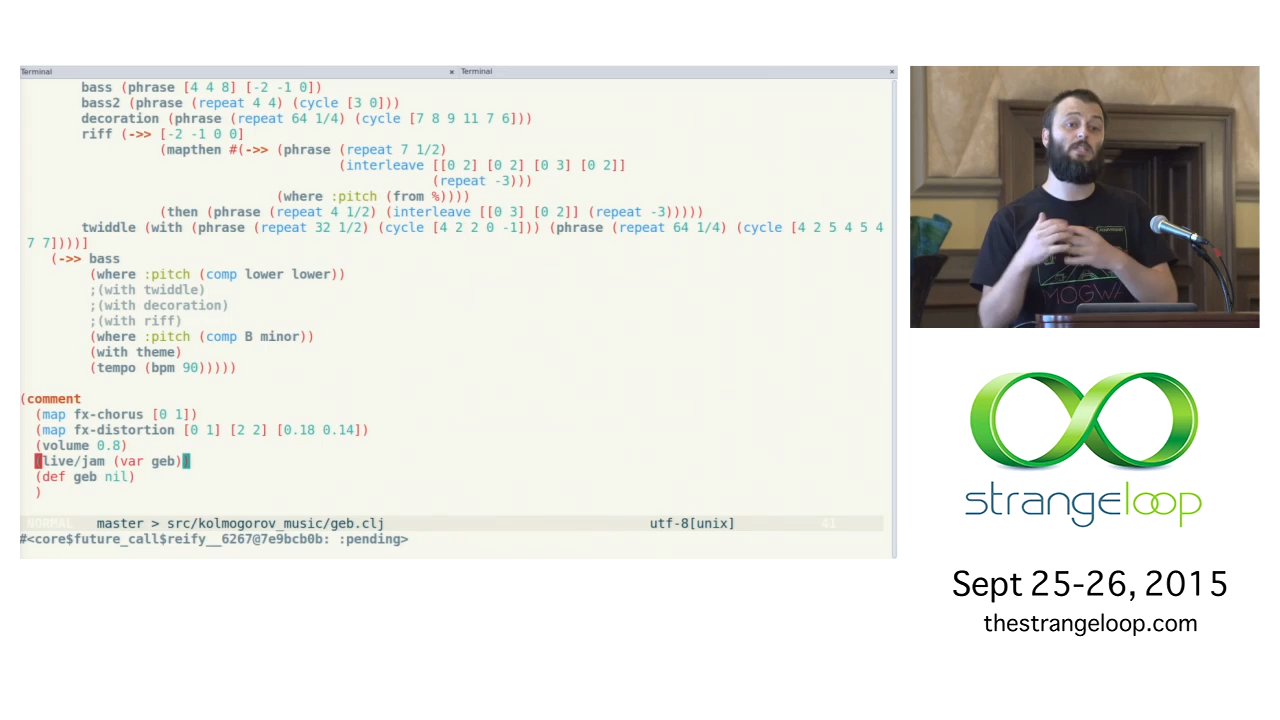 Terminal × Terminal ×
bass (phrase [4 4 8] [-2 -1 0])
bass2 (phrase (repeat 4 4) (cycle [3 0]))
decoration (phrase (repeat 64 1/4) (cycle [7 8 9 11 7 6]))
riff (->> [-2 -1 0 0]
(mapthen #(->> (phrase (repeat 7 1/2)
(interleave [[0 2] [0 2] [0 3] [0 2]]
(repeat -3)))
(where :pitch (from %))))
(then (phrase (repeat 4 1/2) (interleave [[0 3] [0 2]] (repeat -3)))))
twiddle (with (phrase (repeat 32 1/2) (cycle [4 2 2 0 -1])) (phrase (repeat 64 1/4) (cycle [4 2 5 4 5 4
7 7])))]
(->> bass
(where :pitch (comp lower lower))
;(with twiddle)
;(with decoration)
;(with riff)
(where :pitch (comp B minor))
(with theme)
(tempo (bpm 90)))))
(comment
(map fx-chorus [0 1])
(map fx-distortion [0 1] [2 2] [0.18 0.14])
(volume 0.8)
(live/jam (var geb))
(def geb nil)
)
NORMAL master > src/kolmogorov_music/geb.clj utf-8[unix] 41
#<core$future_call$reify__6267@7e9bcb0b: :pending>
MOGWA
strangeloop
Sept 25-26, 2015
thestrangeloop.com